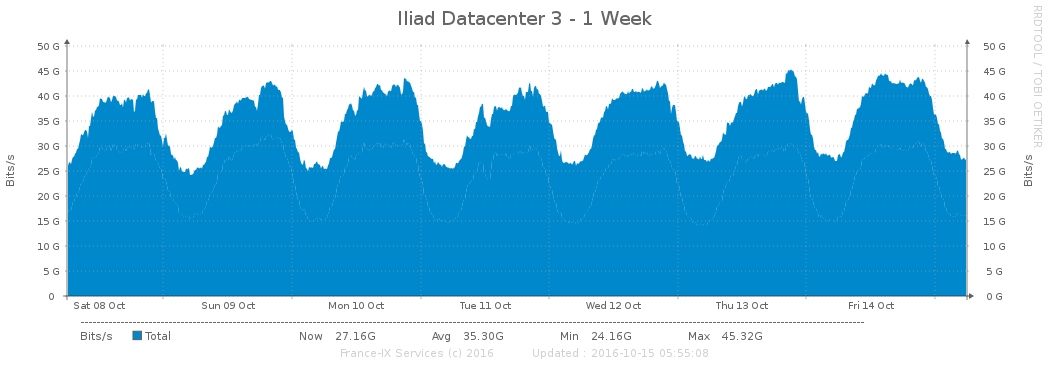 Iliad Datacenter 3 - 1 Week
RRDTOOL / TOBI OETIKER
50 G 50 G
45 G 45 G
40 G 40 G
35 G 35 G
30 G 30 G
25 G 25 G
20 G 20 G
15 G 15 G
10 G 10 G
5 G 5 G
0 0 G
Bits/s
Bits/s
Sat 08 Oct Sun 09 Oct Mon 10 Oct Tue 11 Oct Wed 12 Oct Thu 13 Oct Fri 14 Oct
Bits/s Total Now 27.16G Avg 35.30G Min 24.16G Max 45.32G
France-IX Services (c) 2016 Updated : 2016-10-15 05:55:08